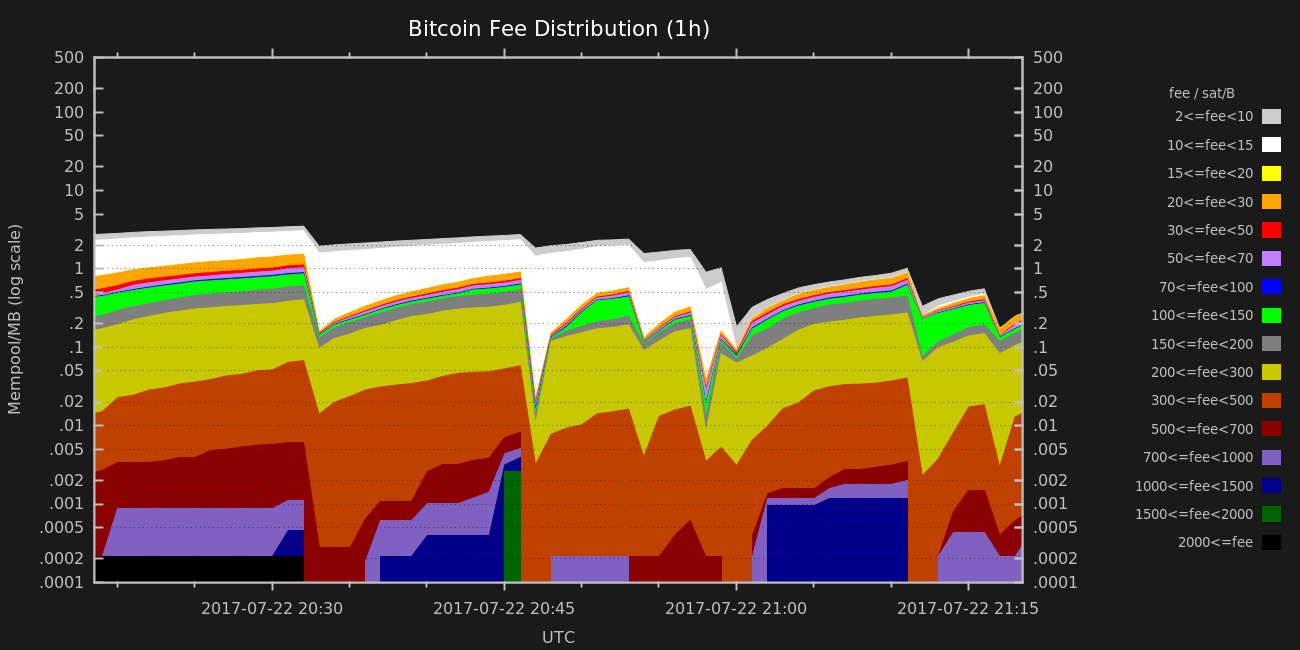 Bitcoin Fee Distribution (1h)
Mempool/MB (log scale)
500
200
100
50
20
10
5
2
1
.5
.2
.1
.05
.02
.01
.005
.002
.001
.0005
.0002
.0001
500
200
100
50
20
10
5
2
1
.5
.2
.1
.05
.02
.01
.005
.002
.001
.0005
.0002
.0001
2017-07-22 20:30
2017-07-22 20:45
2017-07-22 21:00
2017-07-22 21:15
UTC
fee / sat/B
2<=fee<10
10<=fee<15
15<=fee<20
20<=fee<30
30<=fee<50
50<=fee<70
70<=fee<100
100<=fee<150
150<=fee<200
200<=fee<300
300<=fee<500
500<=fee<700
700<=fee<1000
1000<=fee<1500
1500<=fee<2000
2000<=fee